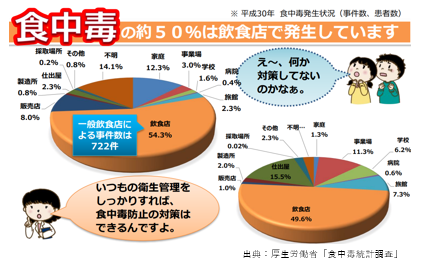 ※ 平成30年 食中毒発生状況（事件数、患者数）
食中毒の約５０％は飲食店で発生しています
採取場所
0.2%
その他
0.8%
不明
14.1%
家庭
12.3%
事業場
3.0%
学校
1.6%
病院
0.4%
旅館
2.3%
製造所
0.8%
仕出屋
2.3%
販売店
8.0%
飲食店
54.3%
一般飲食店に
よる事件数は
722件
え～、何か
対策してない
のかなぁ。
いつもの衛生管理を
しっかりすれば、
食中毒防止の対策は
できるんですよ。
採取場所
0.02%
その他
2.3%
不明…
家庭
1.3%
事業場
11.3%
学校
6.2%
病院
0.6%
旅館
7.3%
製造所
2.0%
販売店
1.0%
仕出屋
15.5%
飲食店
49.6%
出典：厚生労働省「食中毒統計調査」